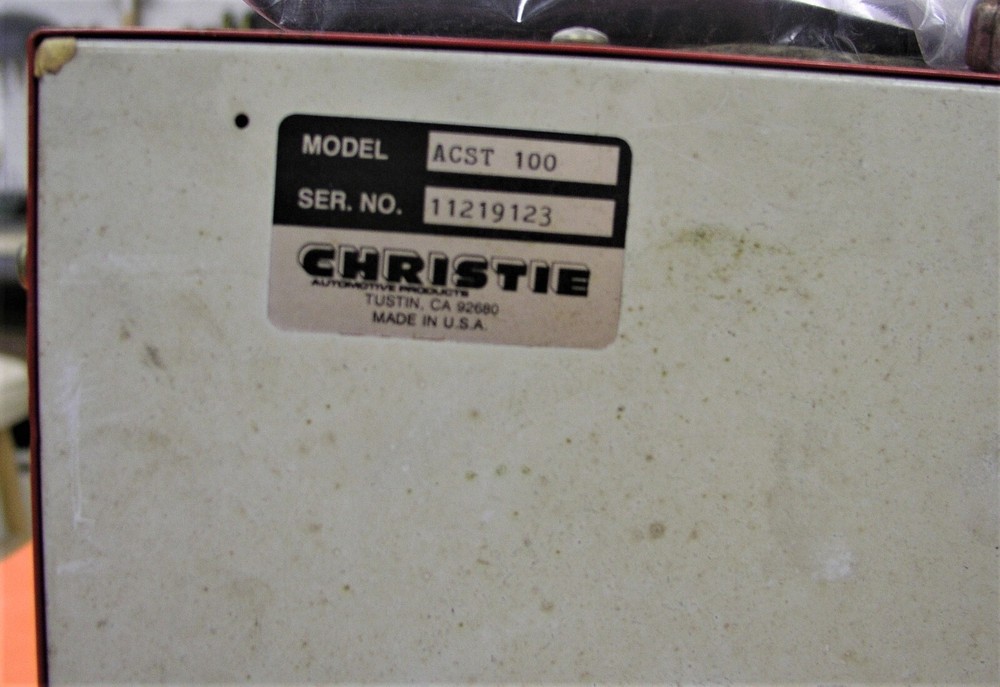 MODEL ACST 100
SER. NO. 11219123
CHRISTIE
AUTOMOTIVE PRODUCTS
TUSTIN, CA 92680
MADE IN U.S.A.